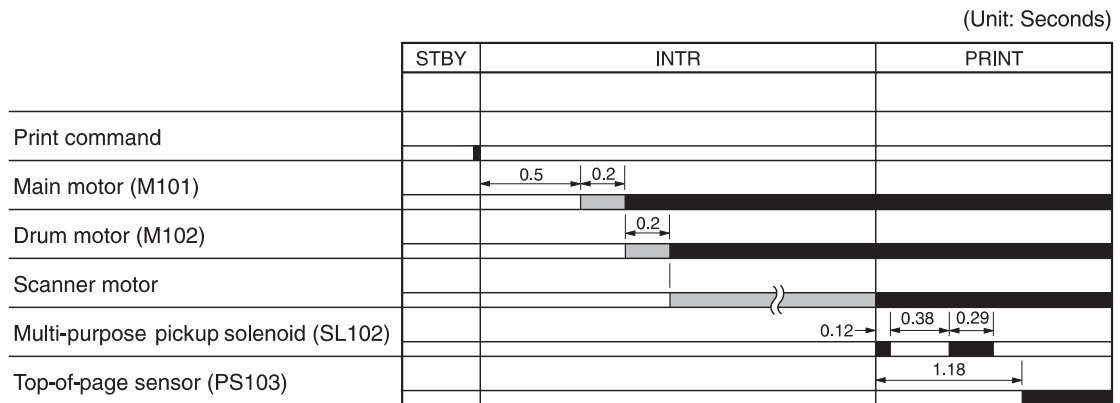 (Unit: Seconds)
STBY INTR PRINT
Print command
Main motor (M101) 0.5 0.2
Drum motor (M102) 0.2
Scanner motor
Multi-purpose pickup solenoid (SL102) 0.12 0.38 0.29
Top-of-page sensor (PS103) 1.18